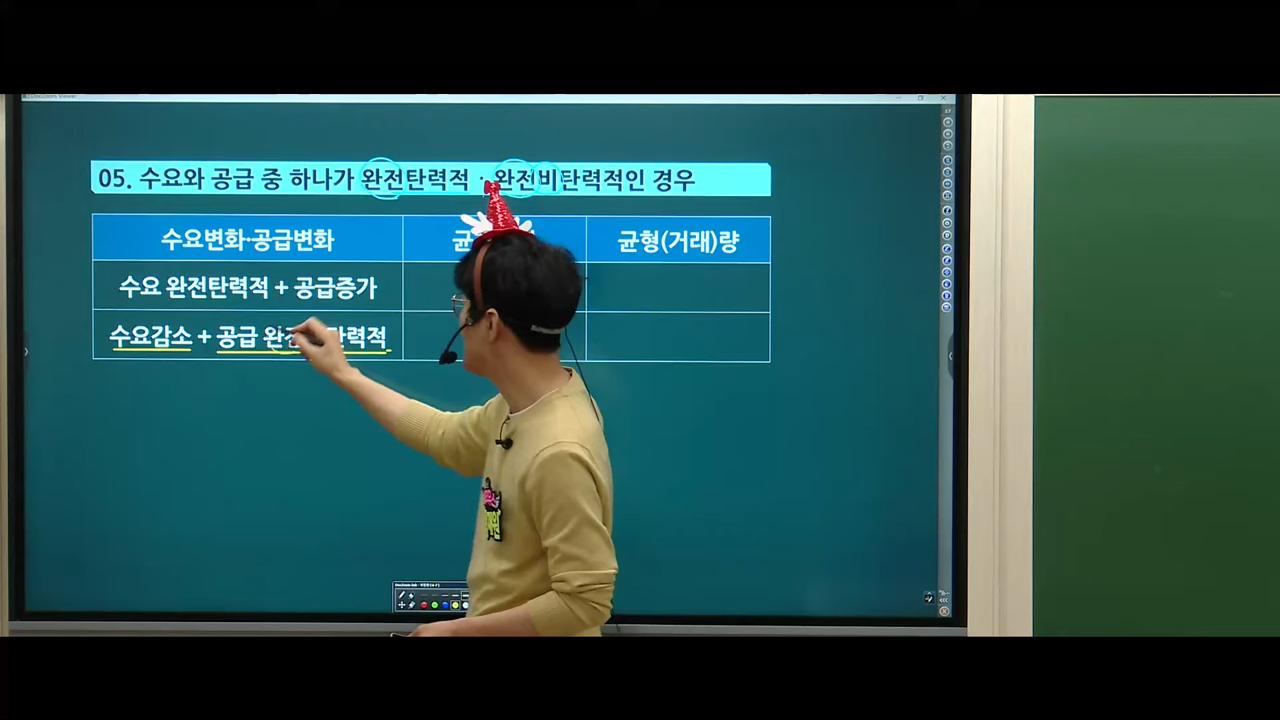 05. 수요와 공급 중 하나가 완전탄력적 · 완전비탄력적인 경우
수요변화·공급변화 균 균형(거래)량
수요 완전탄력적 + 공급증가
수요감소 + 공급 완전 탄력적